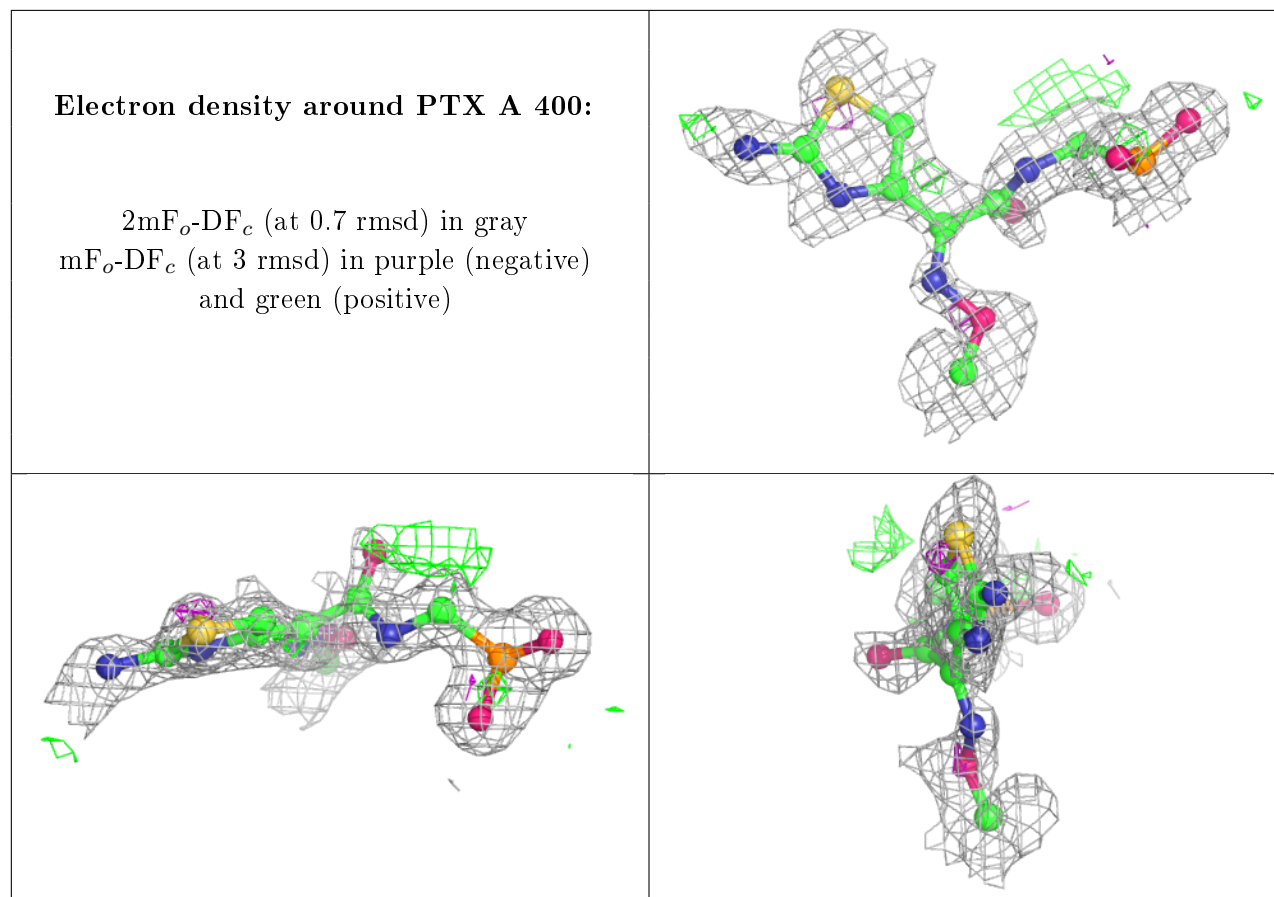 Electron density around PTX A 400:
2mFo-DFc (at 0.7 rmsd) in gray
mFo-DFc (at 3 rmsd) in purple (negative)
and green (positive)